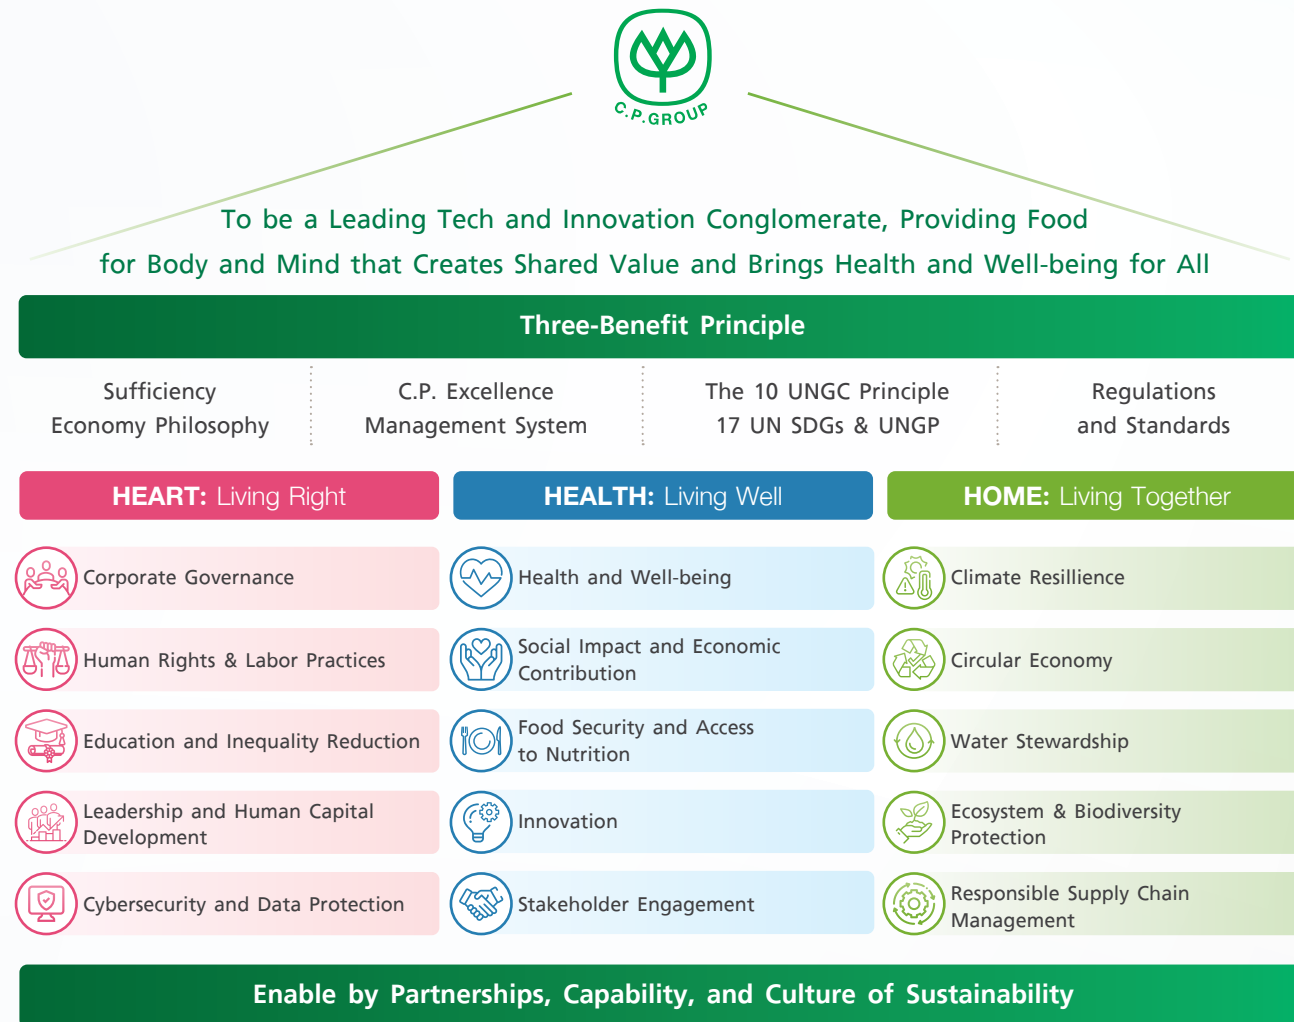 C.P.GROUP
To be a Leading Tech and Innovation Conglomerate, Providing Food
for Body and Mind that Creates Shared Value and Brings Health and Well-being for All
Three-Benefit Principle
Sufficiency
Economy Philosophy
C.P. Excellence
Management System
The 10 UNGC Principle
17 UN SDGs & UNGP
Regulations
and Standards
HEART: Living Right
Corporate Governance
Human Rights & Labor Practices
Education and Inequality Reduction
Leadership and Human Capital
Development
Cybersecurity and Data Protection
HEALTH: Living Well
Health and Well-being
Social Impact and Economic
Contribution
Food Security and Access
to Nutrition
Innovation
Stakeholder Engagement
HOME: Living Together
Climate Resillience
Circular Economy
Water Stewardship
Ecosystem & Biodiversity
Protection
Responsible Supply Chain
Management
Enable by Partnerships, Capability, and Culture of Sustainability